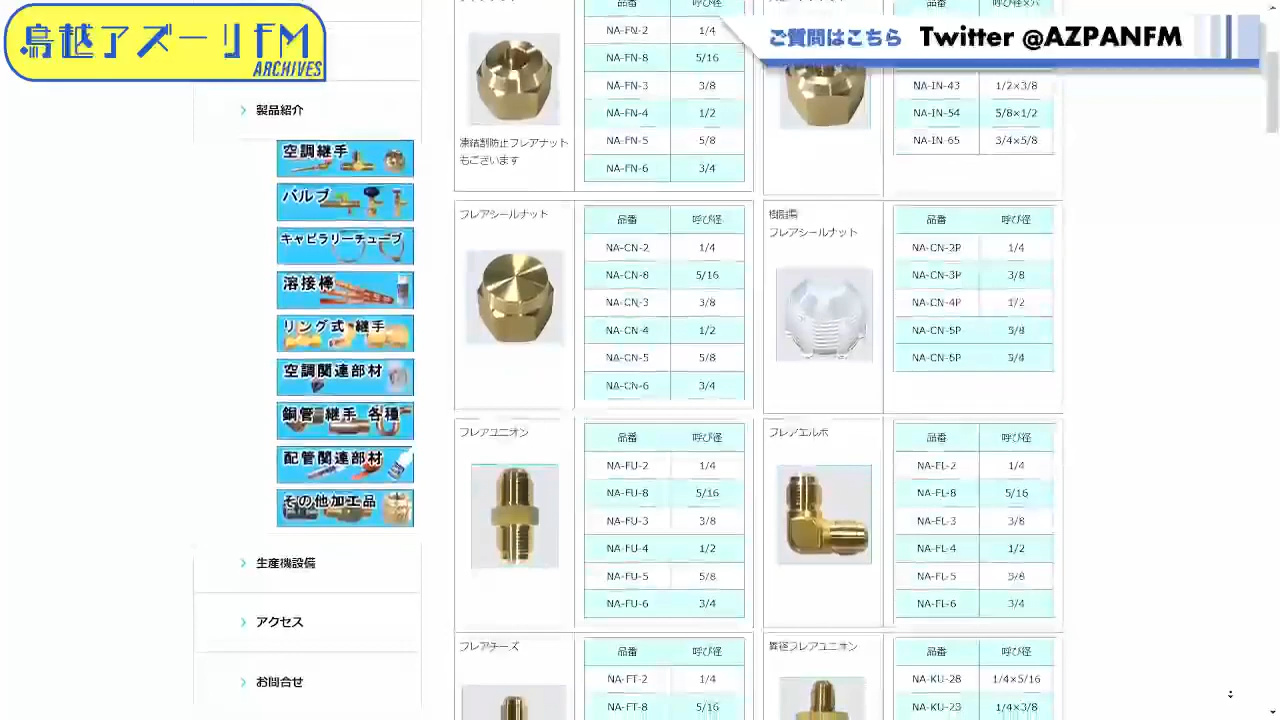 鳥越アズーリFM
ARCHIVES
ご質問はこちら Twitter @AZPANFM
製品紹介
空調継手
バルブ
キャピラリーチューブ
溶接棒
リング式 継手
空調関連部材
銅管 継手 各種
配管関連部材
その他加工品
生産機設備
アクセス
お問合せ
品番 呼び径
NA-FN-2 1/4
NA-FN-8 5/16
NA-FN-3 3/8
NA-FN-4 1/2
NA-FN-5 5/8
NA-FN-6 3/4
凍結割防止フレアナット
もございます
NA-IN-43 1/2×3/8
NA-IN-54 5/8×1/2
NA-IN-65 3/4×5/8
フレアシールナット
品番 呼び径
NA-CN-2 1/4
NA-CN-8 5/16
NA-CN-3 3/8
NA-CN-4 1/2
NA-CN-5 5/8
NA-CN-6 3/4
樹脂製
フレアシールナット
品番 呼び径
NA-CN-2P 1/4
NA-CN-3P 3/8
NA-CN-4P 1/2
NA-CN-5P 5/8
NA-CN-6P 3/4
フレアユニオン
品番 呼び径
NA-FU-2 1/4
NA-FU-8 5/16
NA-FU-3 3/8
NA-FU-4 1/2
NA-FU-5 5/8
NA-FU-6 3/4
フレアエルボ
品番 呼び径
NA-FL-2 1/4
NA-FL-8 5/16
NA-FL-3 3/8
NA-FL-4 1/2
NA-FL-5 5/8
NA-FL-6 3/4
フレアチーズ
品番 呼び径
NA-FT-2 1/4
NA-FT-8 5/16
異径フレアユニオン
品番 呼び径
NA-KU-28 1/4×5/16
NA-KU-23 1/4×3/8